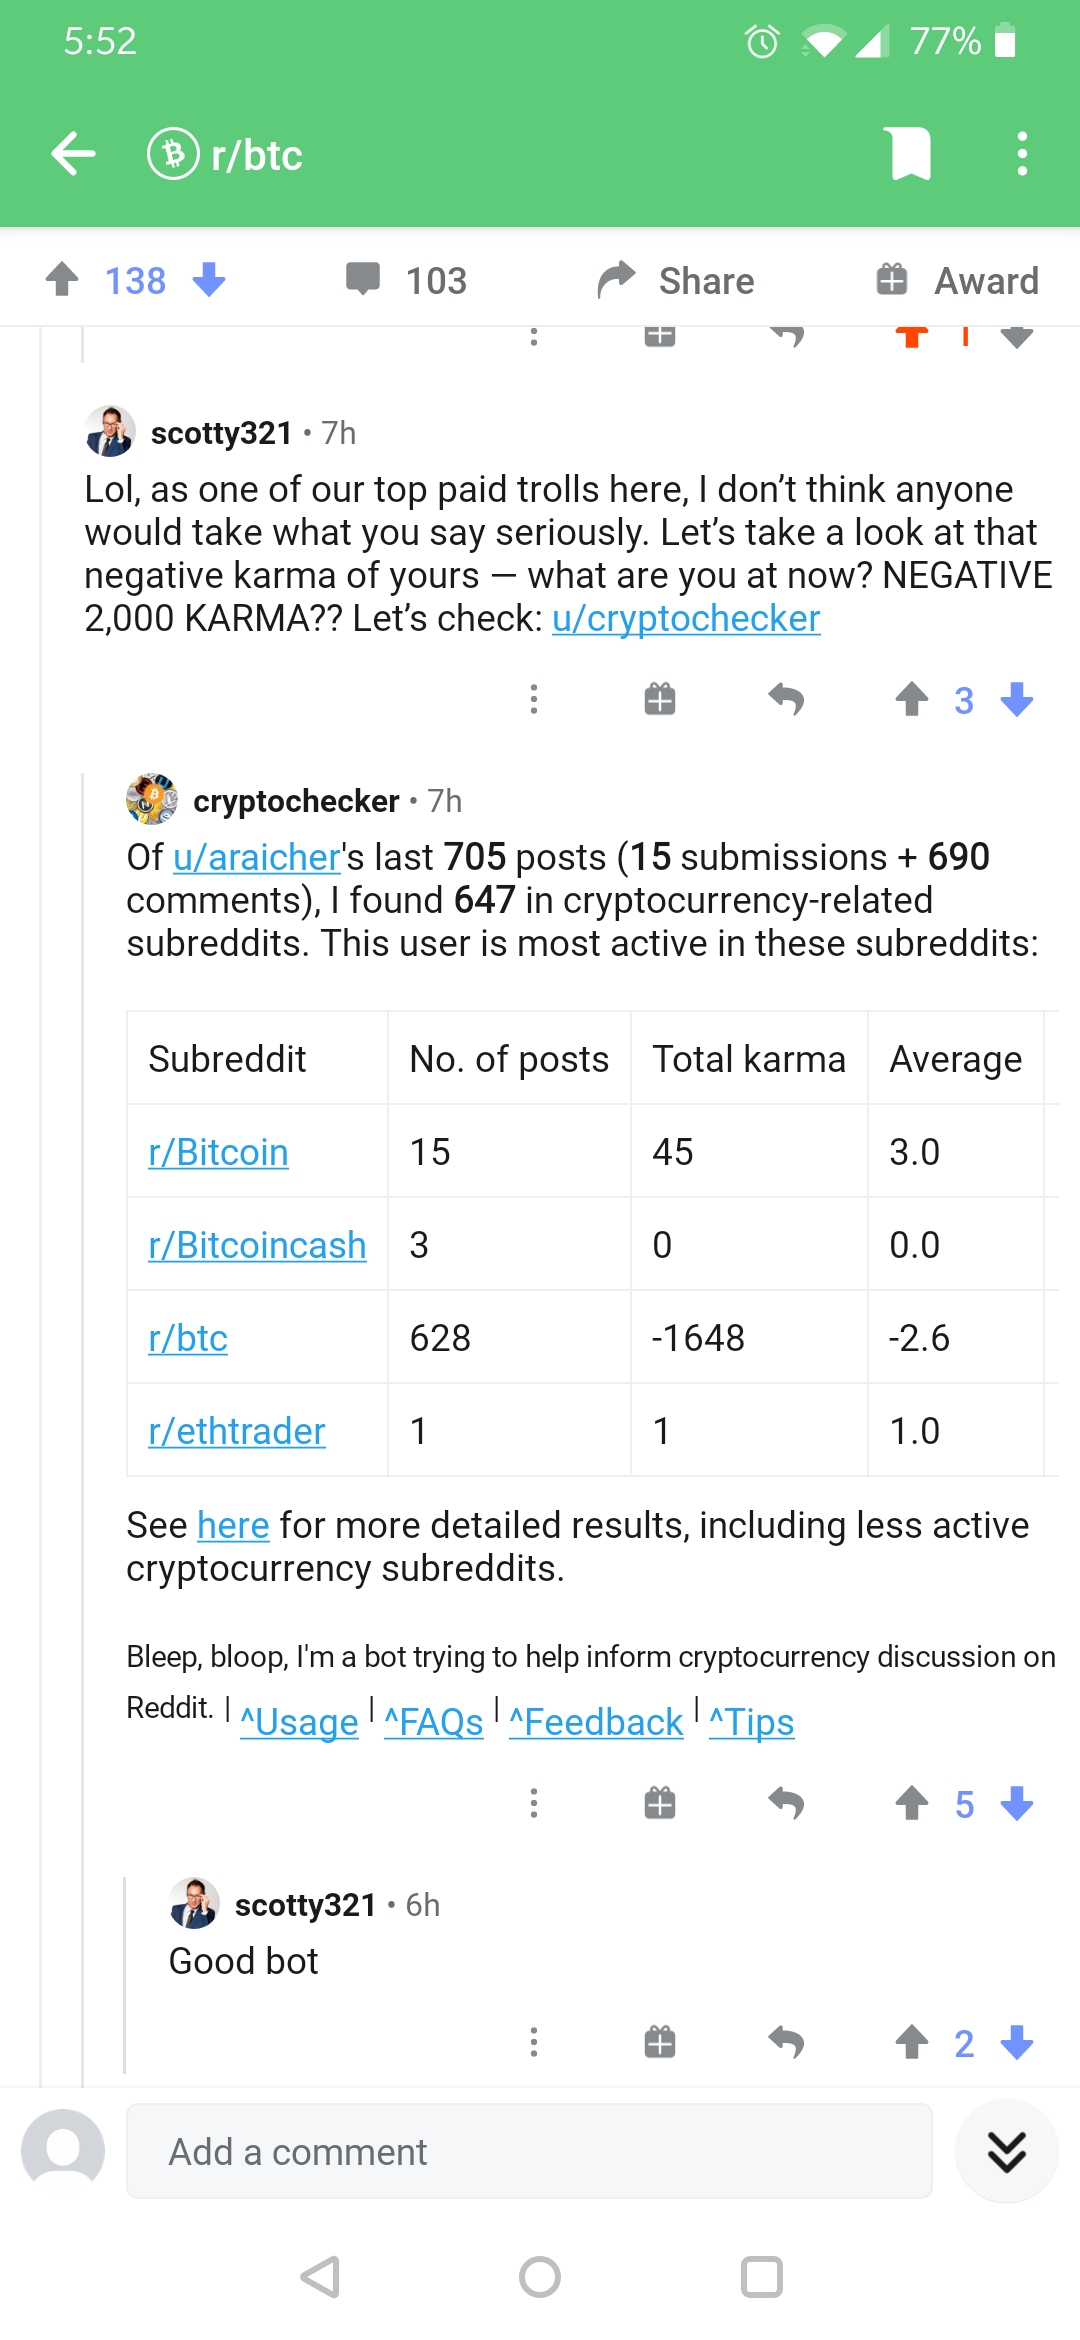 5:52
77%
r/btc
138
103
Share
Award
1
scotty321 • 7h
Lol, as one of our top paid trolls here, I don’t think anyone
would take what you say seriously. Let’s take a look at that
negative karma of yours — what are you at now? NEGATIVE
2,000 KARMA?? Let’s check: u/cryptochecker
3
cryptochecker • 7h
Of u/araicher's last 705 posts (15 submissions + 690
comments), I found 647 in cryptocurrency-related
subreddits. This user is most active in these subreddits:
Subreddit No. of posts Total karma Average
r/Bitcoin 15 45 3.0
r/Bitcoincash 3 0 0.0
r/btc 628 -1648 -2.6
r/ethtrader 1 1 1.0
See here for more detailed results, including less active
cryptocurrency subreddits.
Bleep, bloop, I'm a bot trying to help inform cryptocurrency discussion on
Reddit. | ^Usage | ^FAQs | ^Feedback | ^Tips
5
scotty321 • 6h
Good bot
2
Add a comment